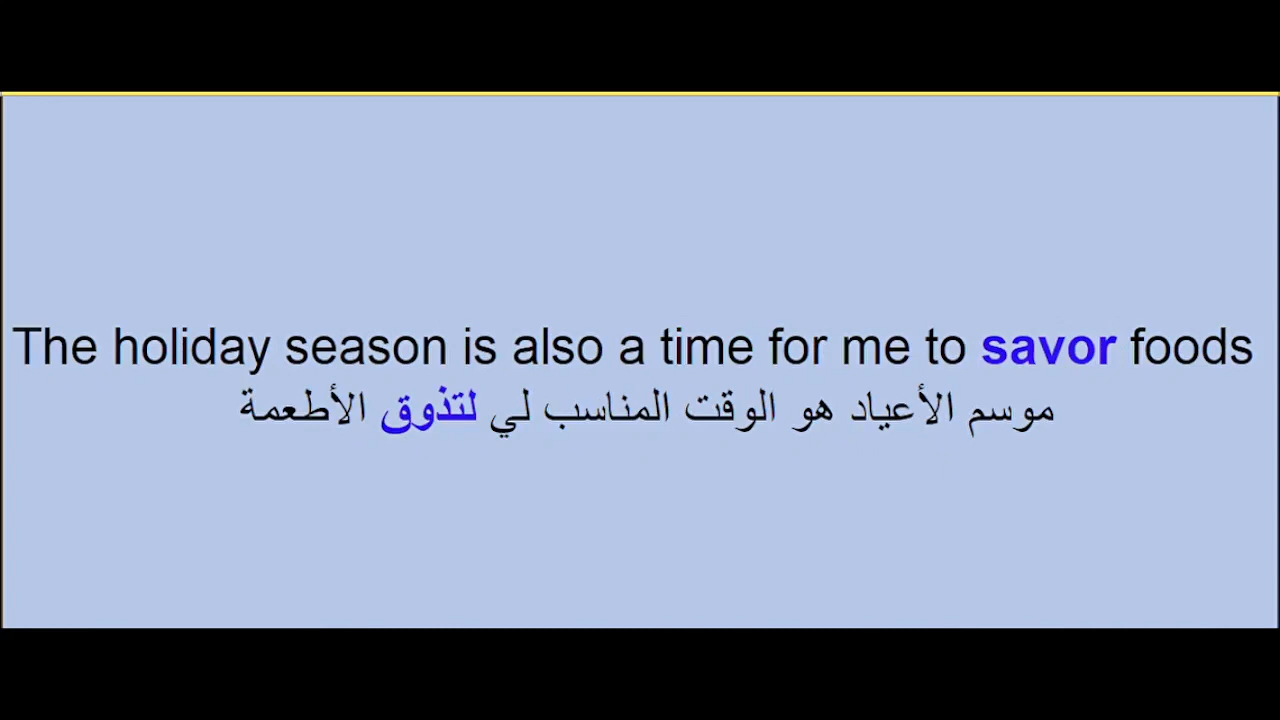 The holiday season is also a time for me to savor foods
موسم الأعياد هو الوقت المناسب لي لتذوق الأطعمة